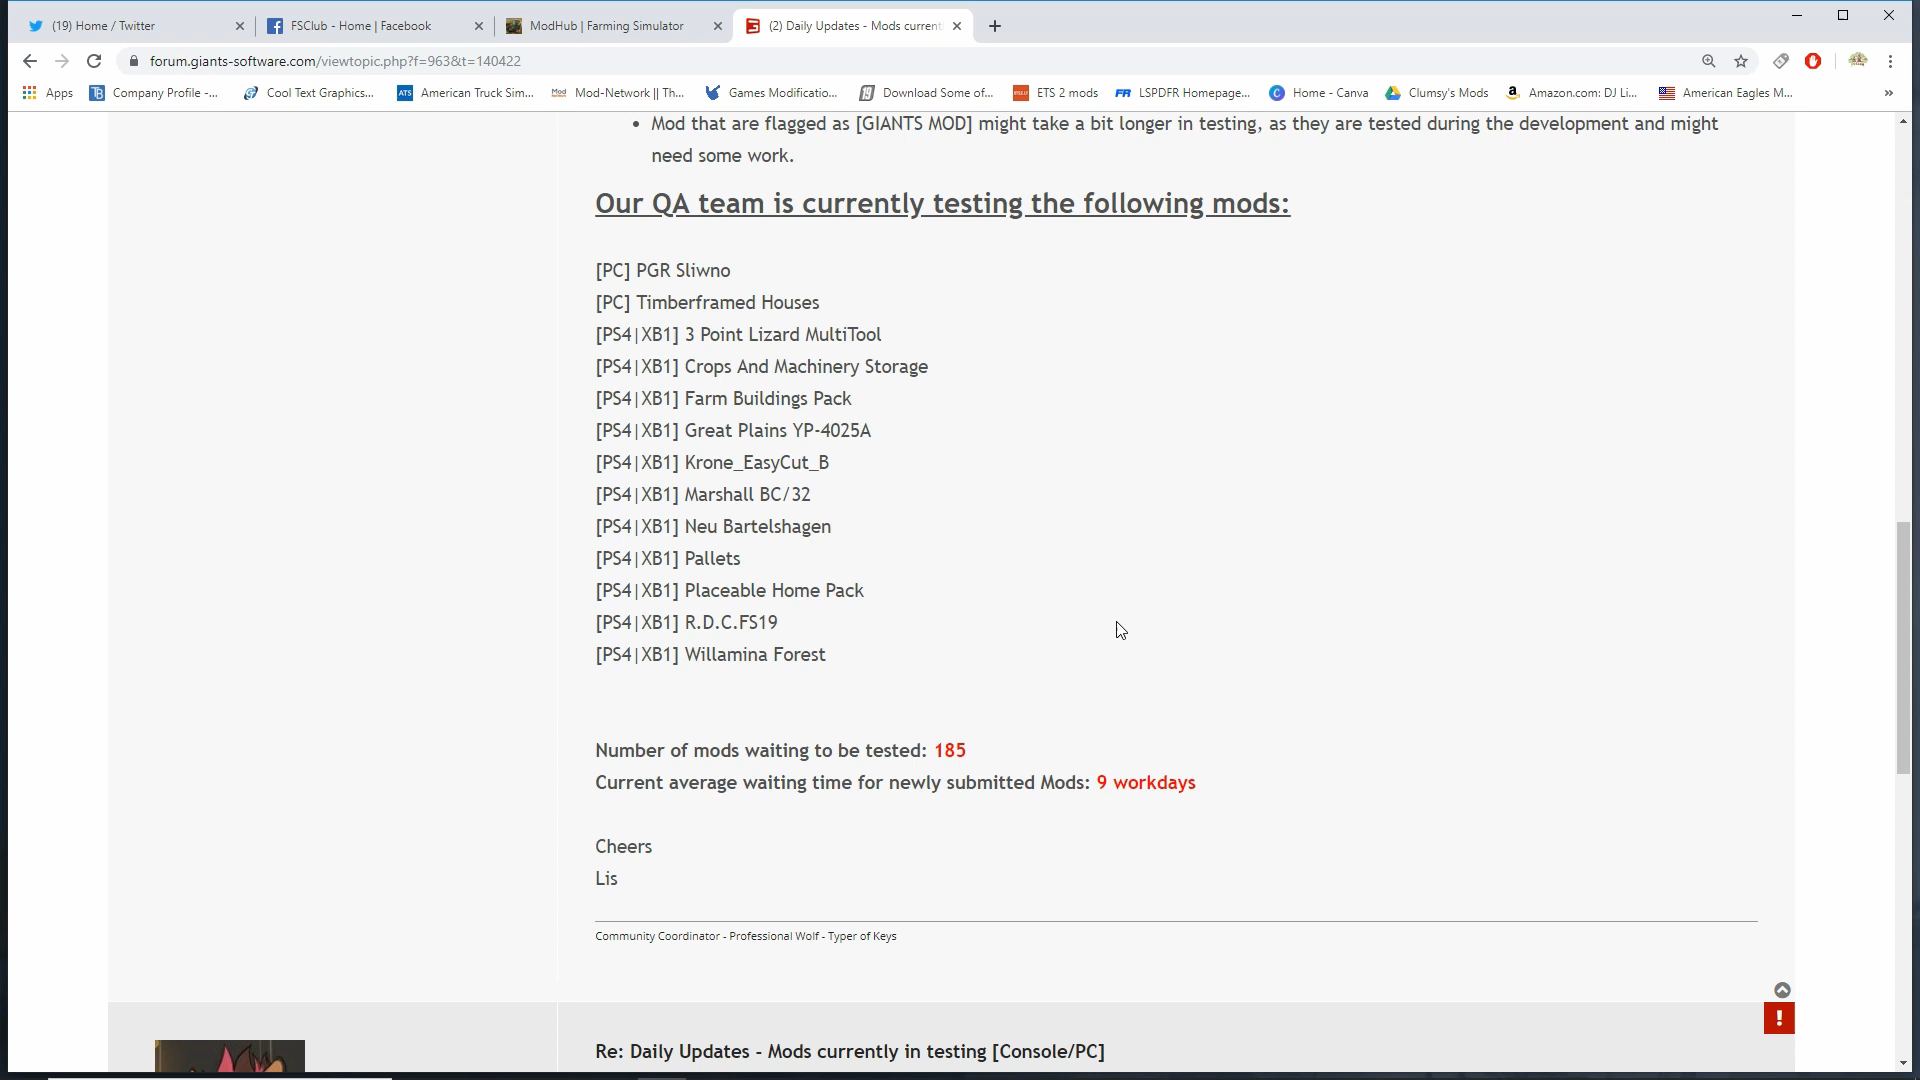 (19) Home / Twitter
FSClub - Home | Facebook
ModHub | Farming Simulator
(2) Daily Updates - Mods current
forum.giants-software.com/viewtopic.php?f=963&t=140422
Apps
TB
Company Profile -...
Cool Text Graphics...
ATS
American Truck Sim...
Mod
Mod-Network || Th...
Games Modificatio...
19
Download Some of...
ETS 2 mods
FR
LSPDFR Homepage...
C
Home - Canva
Clumsy's Mods
a
Amazon.com: DJ Li...
American Eagles M...
»
• Mod that are flagged as [GIANTS MOD] might take a bit longer in testing, as they are tested during the development and might
need some work.
Our QA team is currently testing the following mods:
[PC] PGR Sliwno
[PC] Timberframed Houses
[PS4|XB1] 3 Point Lizard MultiTool
[PS4|XB1] Crops And Machinery Storage
[PS4|XB1] Farm Buildings Pack
[PS4|XB1] Great Plains YP-4025A
[PS4|XB1] Krone_EasyCut_B
[PS4|XB1] Marshall BC/32
[PS4|XB1] Neu Bartelshagen
[PS4|XB1] Pallets
[PS4|XB1] Placeable Home Pack
[PS4|XB1] R.D.C.FS19
[PS4|XB1] Willamina Forest
Number of mods waiting to be tested: 185
Current average waiting time for newly submitted Mods: 9 workdays
Cheers
Lis
Community Coordinator - Professional Wolf - Typer of Keys
!
Re: Daily Updates - Mods currently in testing [Console/PC]